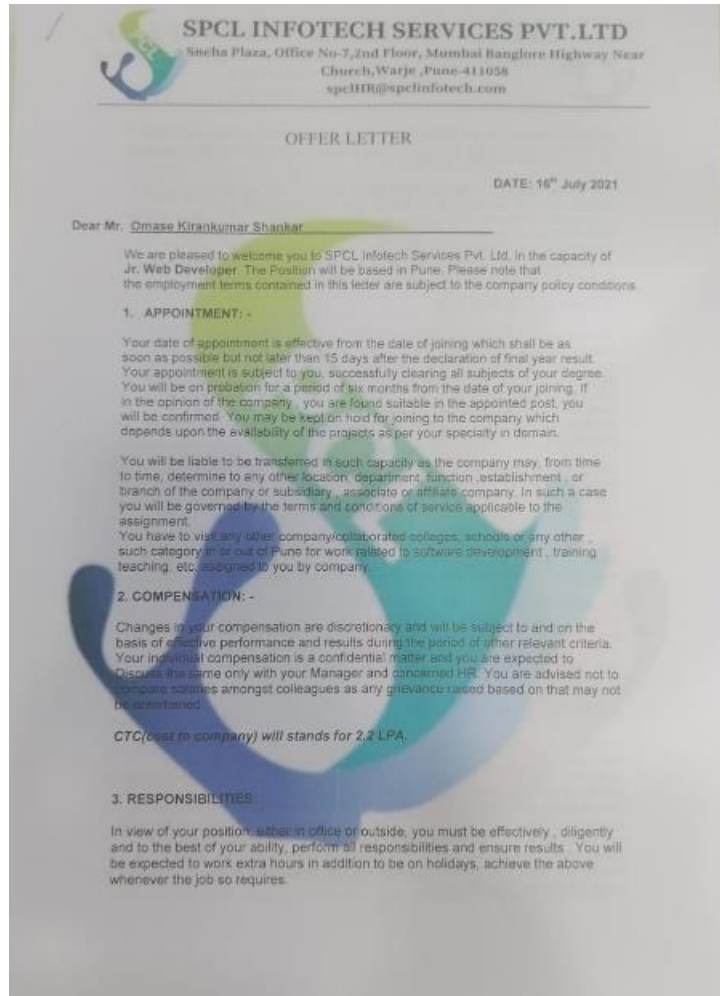 SPCL
SPCL INFOTECH SERVICES PVT.LTD
Sneha Plaza, Office No-7,2nd Floor, Mumbai Banglore Highway Near
Church,Warje ,Pune-411058
spclHR@spclinfotech.com
OFFER LETTER
DATE: 16th July 2021
Dear Mr. Omase Kirankumar Shankar
We are pleased to welcome you to SPCL Infotech Services Pvt. Ltd. in the capacity of
Jr. Web Developer. The Position will be based in Pune. Please note that
the employment terms contained in this letter are subject to the company policy conditions
1. APPOINTMENT: -
Your date of appointment is effective from the date of joining which shall be as
soon as possible but not later than 15 days after the declaration of final year result.
Your appointment is subject to you, successfully clearing all subjects of your degree.
You will be on probation for a period of six months from the date of your joining. If
in the opinion of the company , you are found suitable in the appointed post, you
will be confirmed. You may be kept on hold for joining to the company which
depends upon the availability of the projects as per your specialty in domain.
You will be liable to be transferred in such capacity as the company may, from time
to time, determine to any other location, department, function ,establishment , or
branch of the company or subsidiary , associate or affiliate company. In such a case
you will be governed by the terms and conditions of service applicable to the
assignment.
You have to visit any other company/collaborated colleges, schools or any other ,
such category in or out of Pune for work related to software development , training
teaching, etc. assigned to you by company.
2. COMPENSATION: -
Changes in your compensation are discretionary and will be subject to and on the
basis of effective performance and results during the period of other relevant criteria.
Your individual compensation is a confidential matter and you are expected to
Discuss the same only with your Manager and concerned HR. You are advised not to
compare salaries amongst colleagues as any grievance raised based on that may not
be entertained.
CTC(cost to company) will stands for 2.2 LPA.
3. RESPONSIBILITIES:
In view of your position, either in office or outside, you must be effectively , diligently
and to the best of your ability, perform all responsibilities and ensure results . You will
be expected to work extra hours in addition to be on holidays, achieve the above
whenever the job so requires.